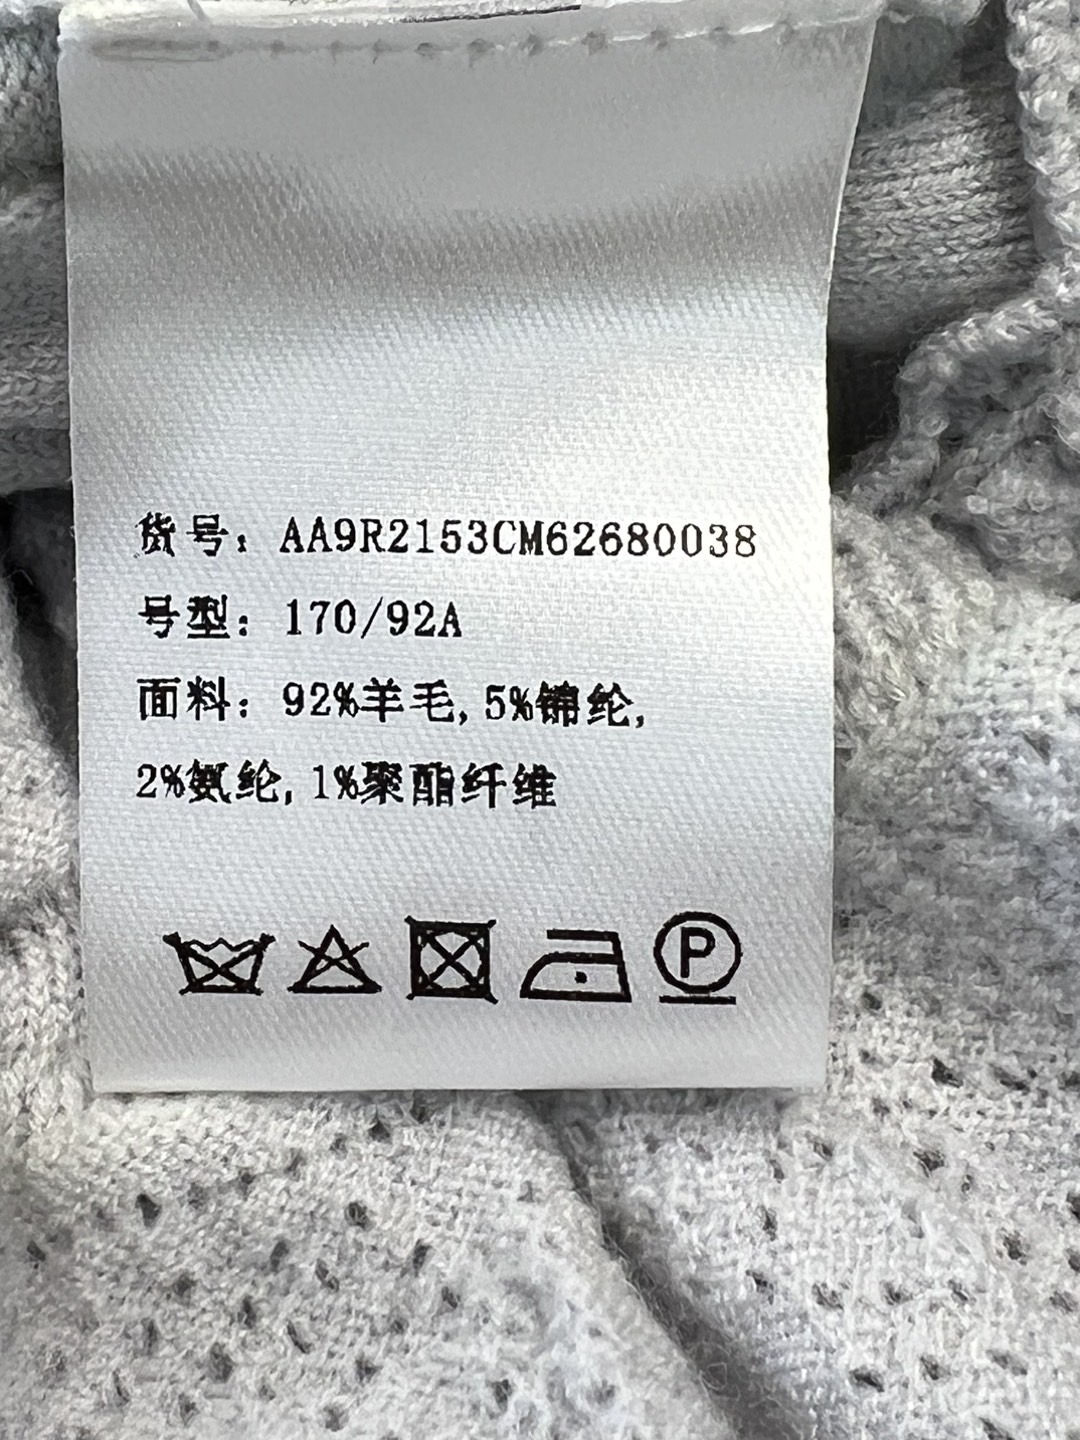 货号：AA9R2153CM62680038
号型：170/92A
面料：92%羊毛,5%锦纶,
2%氨纶,1%聚酯纤维
P